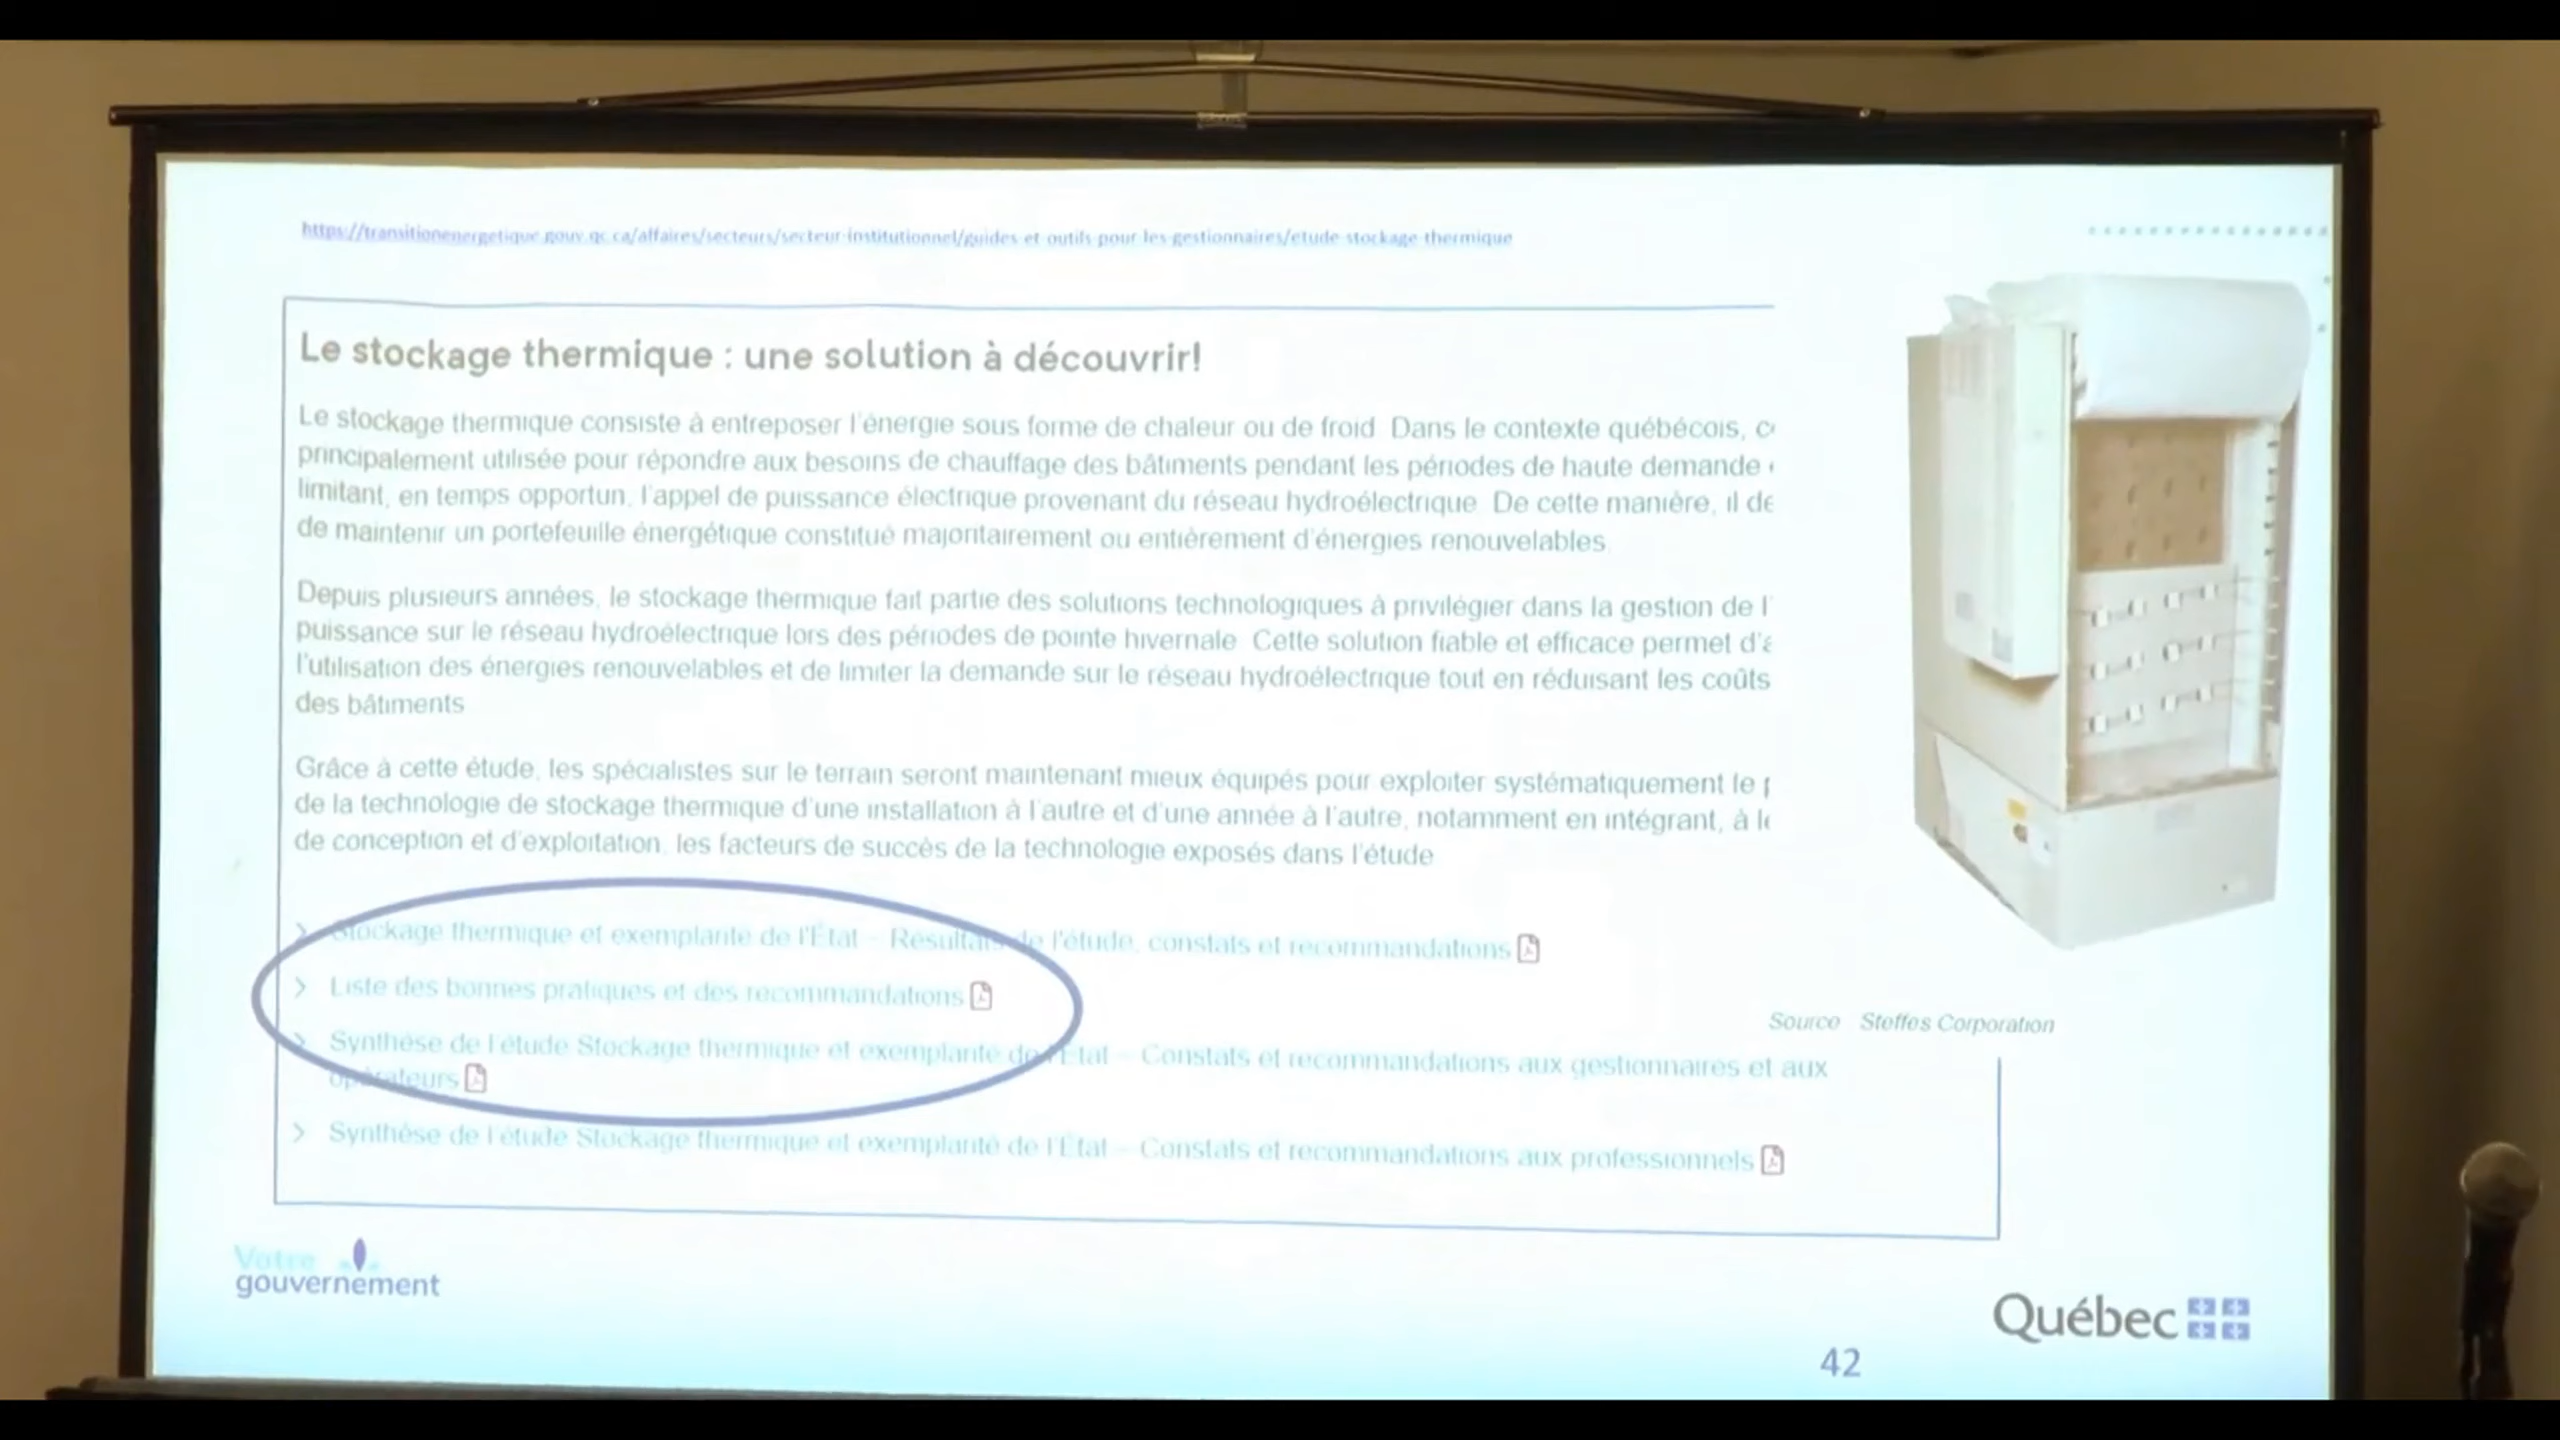 https://transitionenergetique.gouv.qc.ca/affaires/secteurs/secteur-institutionnel/guides-et-outils-pour-les-gestionnaires/etude-stockage-thermique
Le stockage thermique : une solution à découvrir!
Le stockage thermique consiste à entreposer l'énergie sous forme de chaleur ou de froid. Dans le contexte québécois,
principalement utilisée pour répondre aux besoins de chauffage des bâtiments pendant les périodes de haute demande
limitant, en temps opportun, l'appel de puissance électrique provenant du réseau hydroélectrique. De cette manière, il
de maintenir un portefeuille énergétique constitué majoritairement ou entièrement d'énergies renouvelables.
Depuis plusieurs années, le stockage thermique fait partie des solutions technologiques à privilégier dans la gestion de l'
puissance sur le réseau hydroélectrique lors des périodes de pointe hivernale. Cette solution fiable et efficace permet
l'utilisation des énergies renouvelables et de limiter la demande sur le réseau hydroélectrique tout en réduisant les coûts
des bâtiments
Grâce à cette étude, les spécialistes sur le terrain seront maintenant mieux équipés pour exploiter systématiquement le
de la technologie de stockage thermique d'une installation à l'autre et d'une année à l'autre, notamment en intégrant, à
de conception et d'exploitation, les facteurs de succès de la technologie exposés dans l'étude
> Stockage thermique et exemplarité de l'État – Résultats de l'étude, constats et recommandations
> Liste des bonnes pratiques et des recommandations
> Synthèse de l'étude Stockage thermique et exemplarité de l'État – Constats et recommandations aux gestionnaires et aux
opérateurs
> Synthèse de l'étude Stockage thermique et exemplarité de l'État – Constats et recommandations aux professionnels
Source Steffes Corporation
Votre
gouvernement
Québec
42